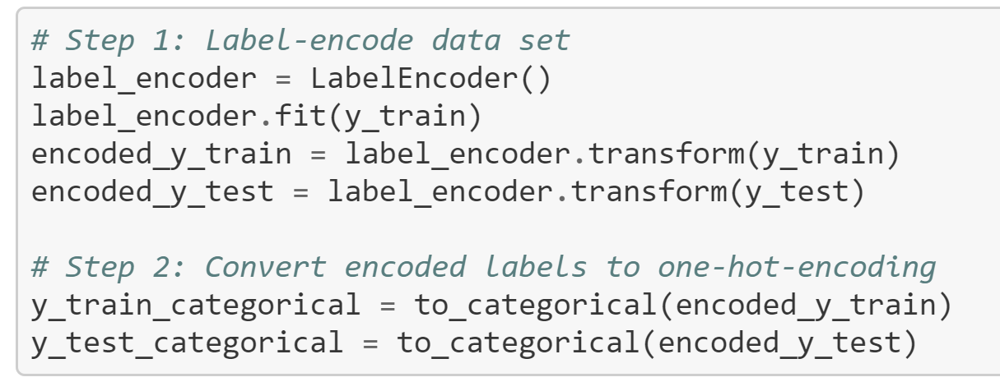 # Step 1: Label-encode data set
label_encoder = LabelEncoder()
label_encoder.fit(y_train)
encoded_y_train = label_encoder.transform(y_train)
encoded_y_test = label_encoder.transform(y_test)
# Step 2: Convert encoded labels to one-hot-encoding
y_train_categorical = to_categorical(encoded_y_train)
y_test_categorical = to_categorical(encoded_y_test)